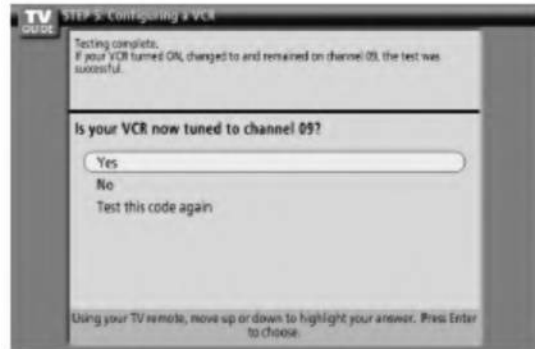 TV
GUIDE
STEP 5: Configuring a VCR
Testing complete.
If your VCR turned ON, changed to and remained on channel 09, the test was
successful.
Is your VCR now tuned to channel 09?
Yes
No
Test this code again
Using your TV remote, move up or down to highlight your answer. Press Enter
to choose.